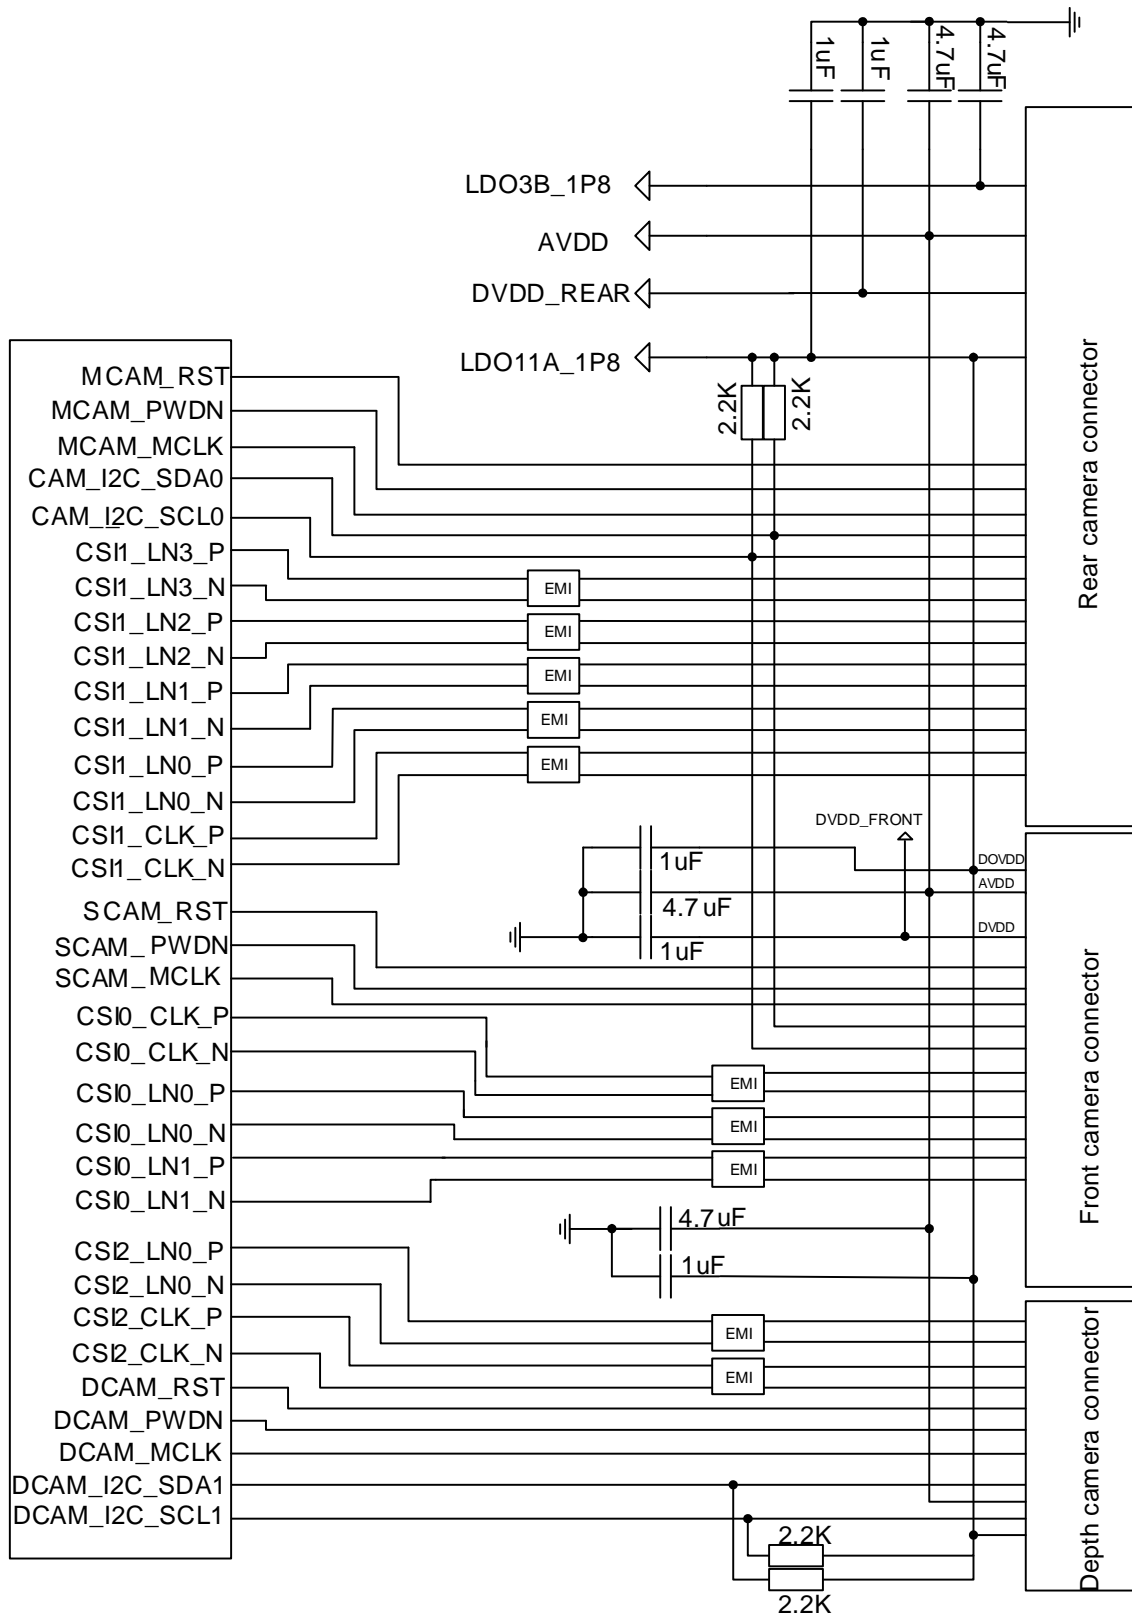 1uF
1uF
4.7uF
4.7uF
LDO3B_1P8
AVDD
DVDD_REAR
LDO11A_1P8
2.2K
2.2K
Rear camera connector
MCAM_RST
MCAM_PWDN
MCAM_MCLK
CAM_I2C_SDA0
CAM_I2C_SCL0
CSI1_LN3_P
CSI1_LN3_N
CSI1_LN2_P
CSI1_LN2_N
CSI1_LN1_P
CSI1_LN1_N
CSI1_LN0_P
CSI1_LN0_N
CSI1_CLK_P
CSI1_CLK_N
EMI
EMI
EMI
EMI
EMI
DVDD_FRONT
1uF
4.7uF
1uF
DOVDD
AVDD
DVDD
Front camera connector
SCAM_RST
SCAM_PWDN
SCAM_MCLK
CSI0_CLK_P
CSI0_CLK_N
CSI0_LN0_P
CSI0_LN0_N
CSI0_LN1_P
CSI0_LN1_N
EMI
EMI
EMI
4.7uF
1uF
CSI2_LN0_P
CSI2_LN0_N
CSI2_CLK_P
CSI2_CLK_N
DCAM_RST
DCAM_PWDN
DCAM_MCLK
DCAM_I2C_SDA1
DCAM_I2C_SCL1
EMI
EMI
Depth camera connector
2.2K
2.2K